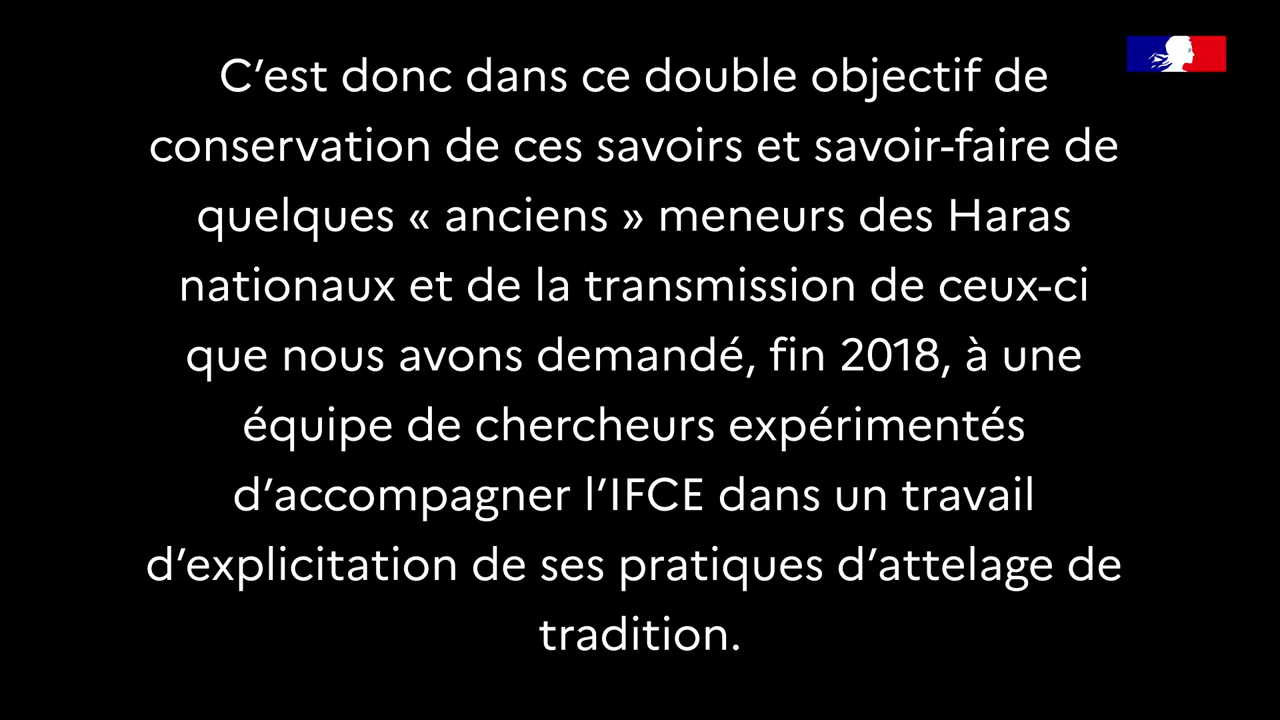 C’est donc dans ce double objectif de
conservation de ces savoirs et savoir-faire de
quelques « anciens » meneurs des Haras
nationaux et de la transmission de ceux-ci
que nous avons demandé, fin 2018, à une
équipe de chercheurs expérimentés
d’accompagner l’IFCE dans un travail
d’explicitation de ses pratiques d’attelage de
tradition.